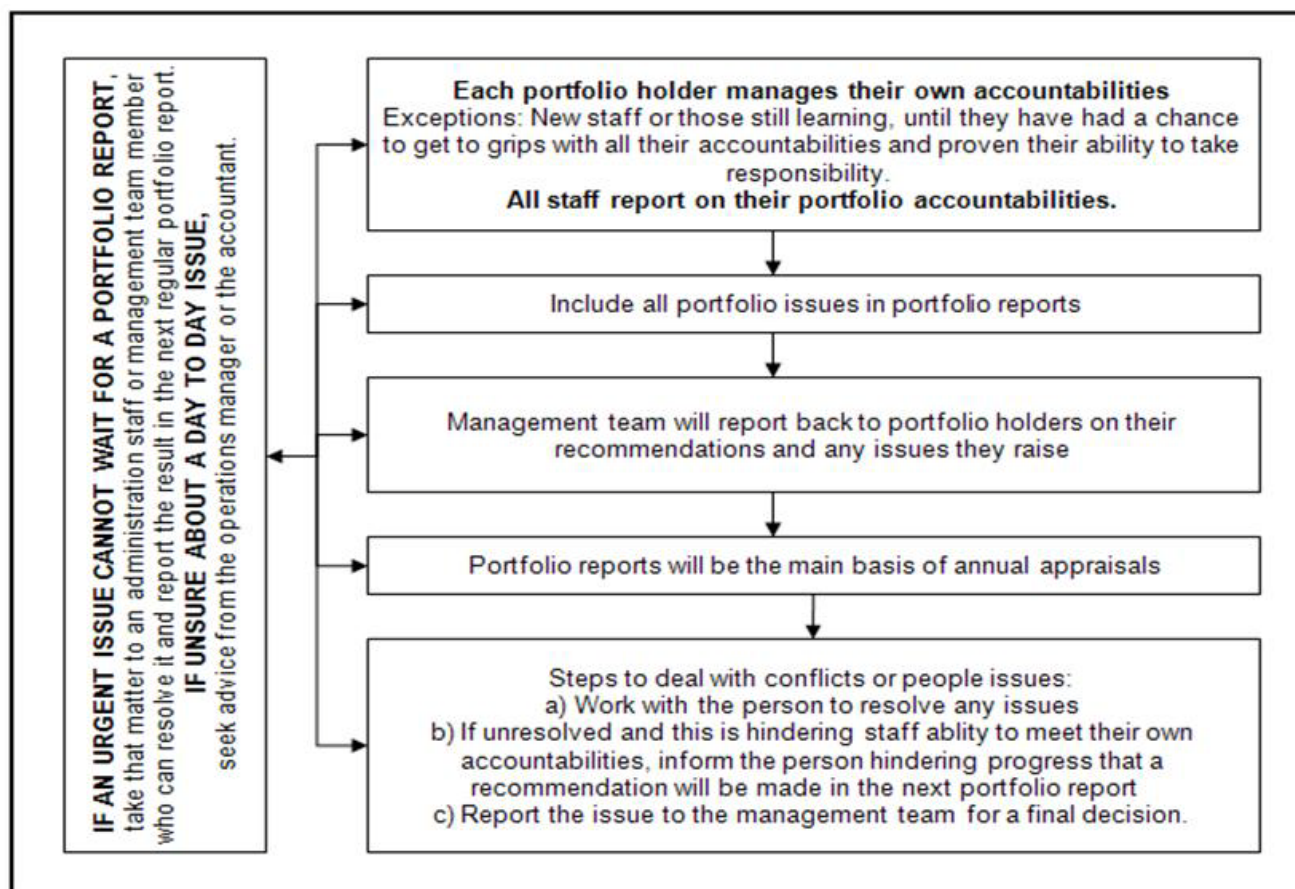 IF AN URGENT ISSUE CANNOT WAIT FOR A PORTFOLIO REPORT,
take that matter to an administration staff or management team member
who can resolve it and report the result in the next regular portfolio report.
IF UNSURE ABOUT A DAY TO DAY ISSUE,
seek advice from the operations manager or the accountant.
Each portfolio holder manages their own accountabilities
Exceptions: New staff or those still learning, until they have had a chance
to get to grips with all their accountabilities and proven their ability to take
responsibility.
All staff report on their portfolio accountabilities.
Include all portfolio issues in portfolio reports
Management team will report back to portfolio holders on their
recommendations and any issues they raise
Portfolio reports will be the main basis of annual appraisals
Steps to deal with conflicts or people issues:
a) Work with the person to resolve any issues
b) If unresolved and this is hindering staff ablity to meet their own
accountabilities, inform the person hindering progress that a
recommendation will be made in the next portfolio report
c) Report the issue to the management team for a final decision.